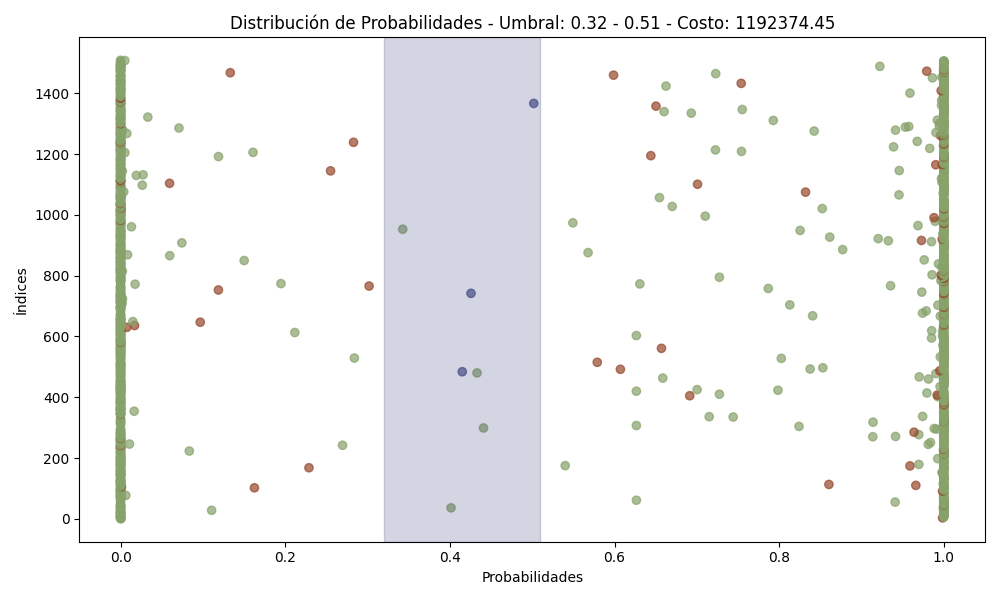 Distribución de Probabilidades - Umbral: 0.32 - 0.51 - Costo: 1192374.45
1400
1200
1000
800
600
400
200
0
Índices
0.0 0.2 0.4 0.6 0.8 1.0
Probabilidades